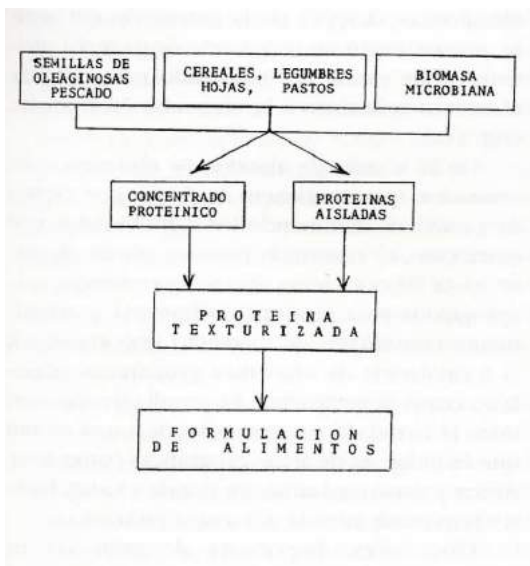 SEMILLAS DE
OLEAGINOSAS
PESCADO
CEREALES, LEGUMBRES
HOJAS, PASTOS
BIOMASA
MICROBIANA
CONCENTRADO
PROTEINICO
PROTEINAS
AISLADAS
PROTEINA
TEXTURIZADA
FORMULACION
DE ALIMENTOS